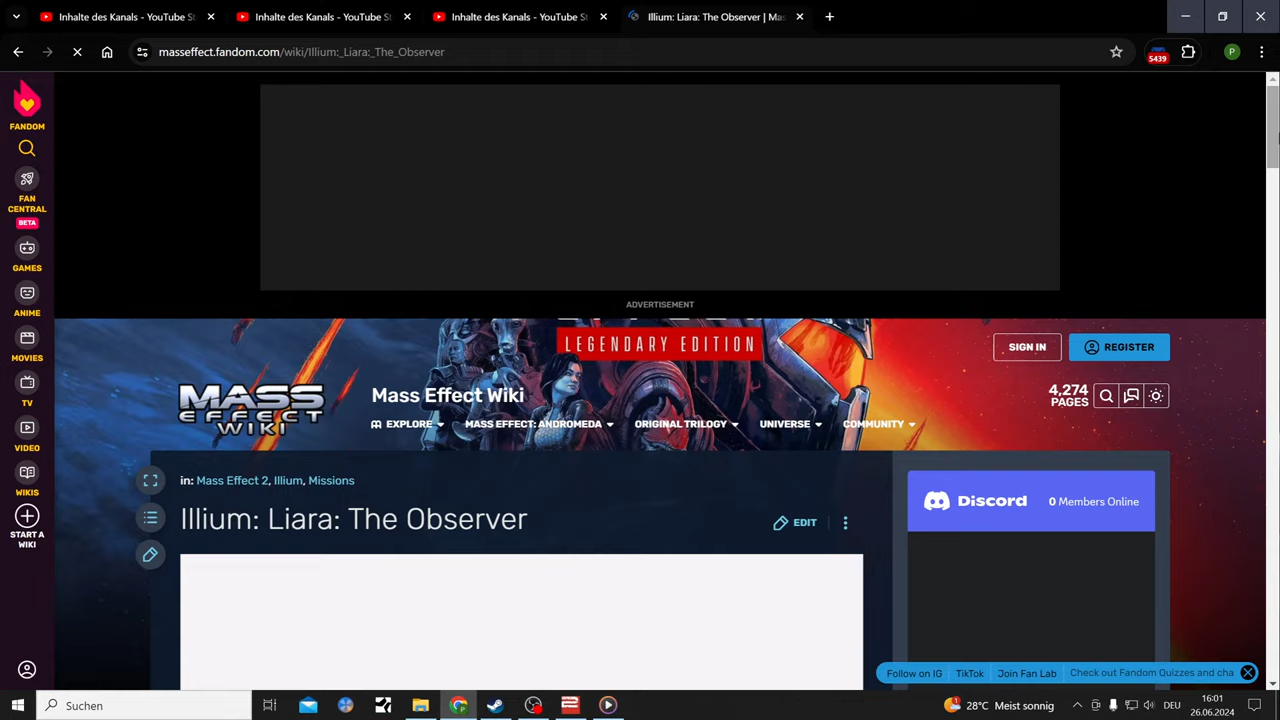 Inhalte des Kanals - YouTube St
Inhalte des Kanals - YouTube St
Inhalte des Kanals - YouTube St
Illium: Liara: The Observer | Ma
masseffect.fandom.com/wiki/Illium:_Liara:_The_Observer
5439
P
FANDOM
FAN
CENTRAL
BETA
GAMES
ANIME
MOVIES
TV
VIDEO
WIKIS
START A
WIKI
ADVERTISEMENT
LEGENDARY EDITION
SIGN IN
REGISTER
MASS
EFFECT
WIKI
Mass Effect Wiki
4,274
PAGES
EXPLORE
MASS EFFECT: ANDROMEDA
ORIGINAL TRILOGY
UNIVERSE
COMMUNITY
in: Mass Effect 2, Illium, Missions
Illium: Liara: The Observer
EDIT
Discord
0 Members Online
Follow on IG
TikTok
Join Fan Lab
Check out Fandom Quizzes and cha
Suchen
1
28°C Meist sonnig
DEU
16:01
26.06.2024